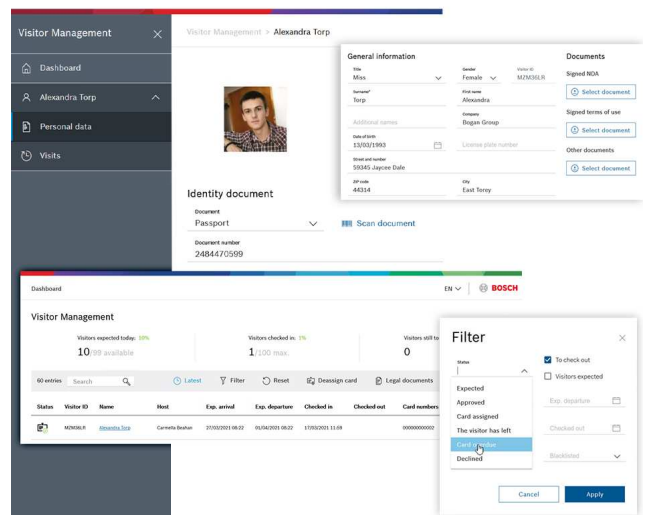 Visitor Management
Visitor Management > Alexandra Torp
Dashboard
Alexandra Torp
Personal data
Visits
General information
Title
Miss
Gender
Female
Visitor ID
MZM36LR
Surname*
Torp
First name
Alexandra
Additional names
Company
Bogan Group
Date of birth
13/03/1993
License plate number
Street and number
59345 Jaycee Dale
ZIP code
44314
City
East Torey
Documents
Signed NDA
Select document
Signed terms of use
Select document
Other documents
Select document
Identity document
Document
Passport
Scan document
Document number
2484470599
Dashboard
EN
BOSCH
Visitor Management
Visitors expected today: 10%
10/99 available
Visitors checked in: 1%
1/100 max.
Visitors still to
0
60 entries
Search
Latest
Filter
Reset
Deassign card
Legal documents
Status Visitor ID Name Host Exp. arrival Exp. departure Checked in Checked out Card numbers
MZM36LR Alexandra Torp Carmella Beahan 27/03/2021 08:22 01/04/2021 08:22 17/03/2021 11:59 000000000002
Filter
Status
Expected
Approved
Card assigned
The visitor has left
Card overdue
Declined
To check out
Visitors expected
Exp. departure
Checked out
Blacklisted
Cancel
Apply